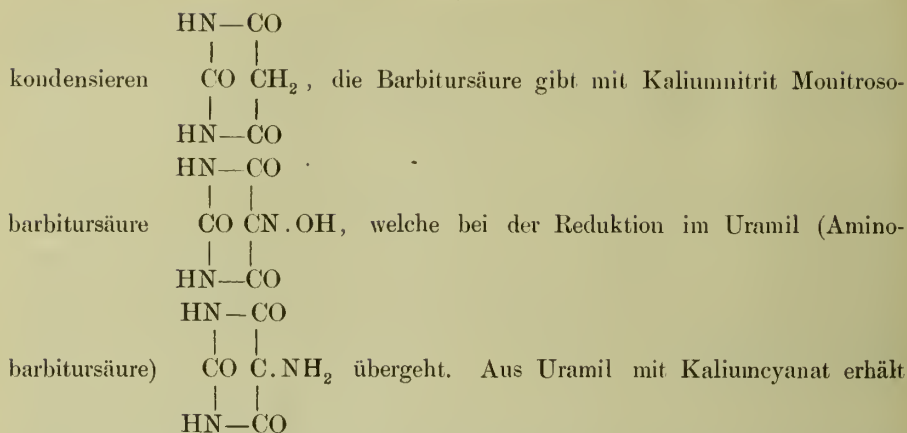 HN—CO
| |
kondensieren CO CH₂, die Barbitursäure gibt mit Kaliumnitrit Monitroso-
| |
HN—CO
HN—CO
| |
barbitursäure CO CN.OH, welche bei der Reduktion im Uramil (Amino-
| |
HN—CO
HN—CO
| |
barbitursäure) CO C.NH₂ übergeht. Aus Uramil mit Kaliumcyanat erhält
| |
HN—CO